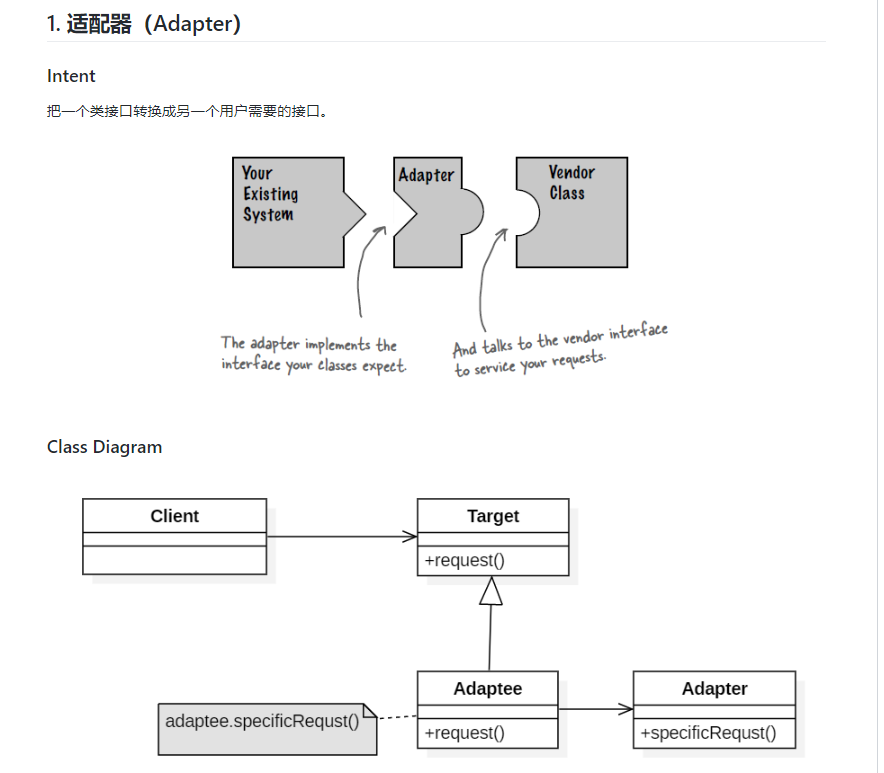 1. 适配器（Adapter）
Intent
把一个类接口转换成另一个用户需要的接口。
Your
Existing
System
Adapter
Vendor
Class
The adapter implements the
interface your classes expect.
And talks to the vendor interface
to service your requests.
Class Diagram
Client
Target
+request()
Adaptee
+request()
Adapter
+specificRequst()
adaptee.specificRequst()